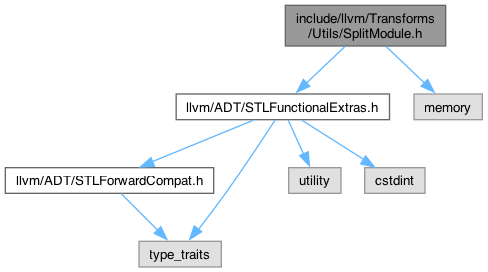 include/llvm/Transforms
/Utils/SplitModule.h
llvm/ADT/STLFunctionalExtras.h
memory
llvm/ADT/STLForwardCompat.h
utility
cstdint
type_traits